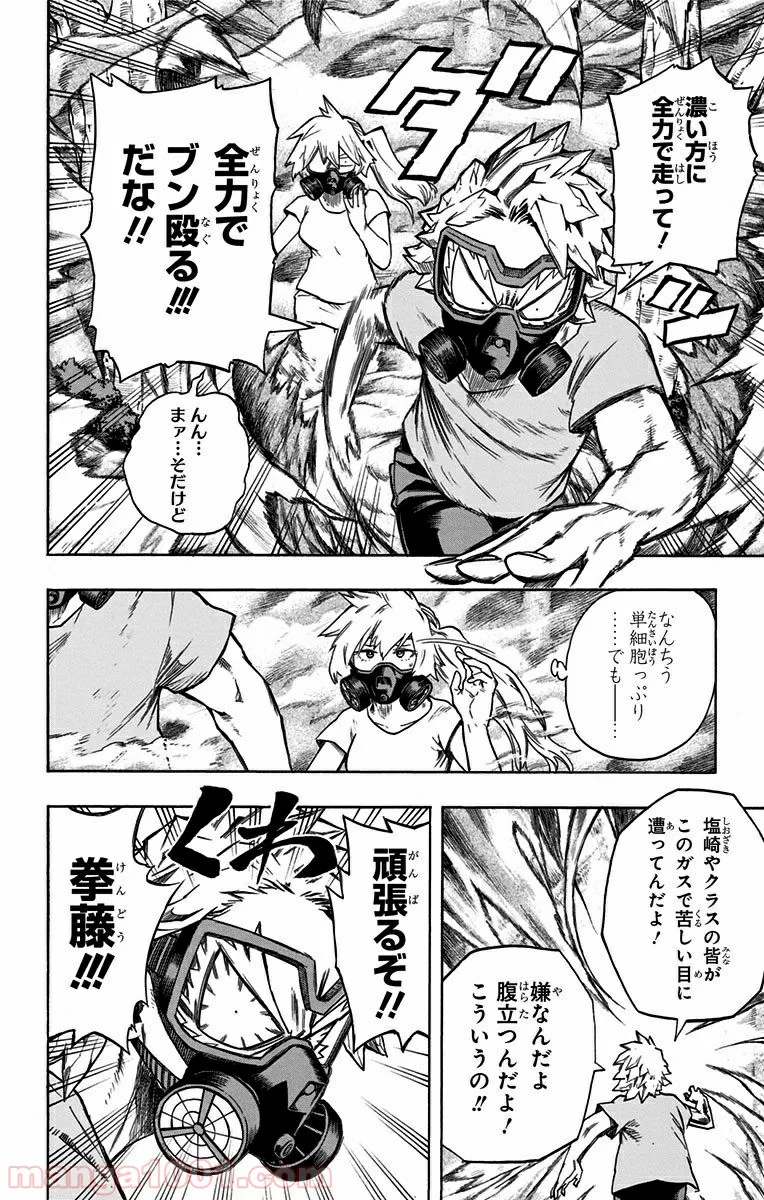 濃い方に
全力で走って！
ダッ
全力で
ブン殴る!!!
だな!!
んん…
まァ…そだけど
なんちう
単細胞っぷり
……でも――
塩崎やクラスの皆が
このガスで苦しい目に
遭ってんだよ！
嫌なんだよ
腹立つんだよ！
こういうの!!
くわ
頑張るぞ!!
拳藤!!!
manga1001.com